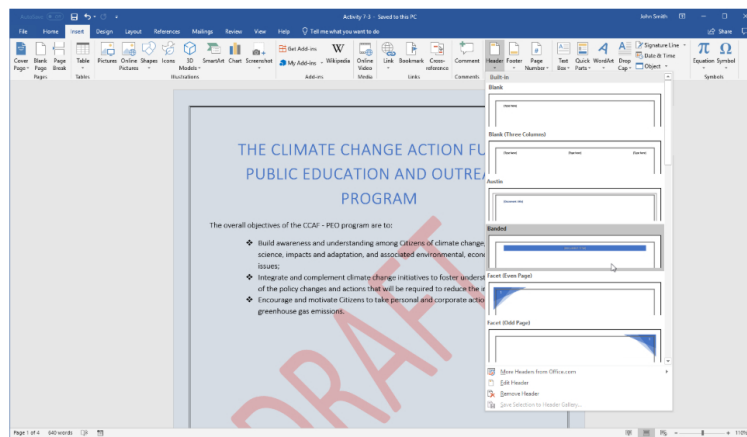 Activity 7-3 - Saved to this PC
John Smith
File Home Insert Design Layout References Mailings Review View Help Tell me what you want to do
Share
Cover Page
Blank Page
Page Break
Table
Pictures
Online Pictures
Shapes
Icons
3D Models
SmartArt
Chart
Screenshot
Get Add-ins
My Add-ins
Wikipedia
Online Video
Link
Bookmark
Cross-reference
Comment
Header
Footer
Page Number
Text Box
Quick Parts
WordArt
Drop Cap
Signature Line
Date & Time
Object
Equation
Symbol
Pages
Tables
Illustrations
Add-ins
Media
Links
Comments
Symbols
Built-in
Blank
Blank (Three Columns)
Austin
Banded
Facet (Even Page)
Facet (Odd Page)
More Headers from Office.com
Edit Header
Remove Header
Save Selection to Header Gallery...
THE CLIMATE CHANGE ACTION FU
PUBLIC EDUCATION AND OUTREA
PROGRAM
The overall objectives of the CCAF - PEO program are to:
Build awareness and understanding among Citizens of climate change,
science, impacts and adaptation, and associated environmental, econ
issues;
Integrate and complement climate change initiatives to foster underst
of the policy changes and actions that will be required to reduce the i
Encourage and motivate Citizens to take personal and corporate actio
greenhouse gas emissions.
DRAFT
Page 1 of 4 640 words
110%